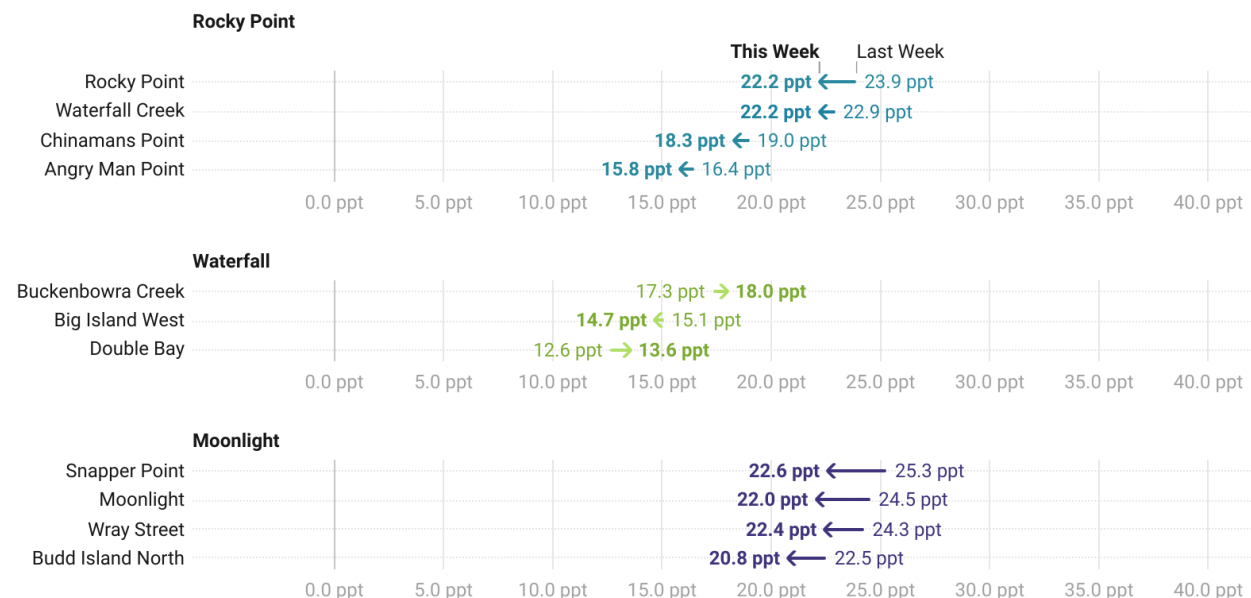 Rocky Point
This Week Last Week
Rocky Point 22.2 ppt 23.9 ppt
Waterfall Creek 22.2 ppt 22.9 ppt
Chinamans Point 18.3 ppt 19.0 ppt
Angry Man Point 15.8 ppt 16.4 ppt
0.0 ppt 5.0 ppt 10.0 ppt 15.0 ppt 20.0 ppt 25.0 ppt 30.0 ppt 35.0 ppt 40.0 ppt
Waterfall
Buckenbowra Creek 17.3 ppt 18.0 ppt
Big Island West 14.7 ppt 15.1 ppt
Double Bay 12.6 ppt 13.6 ppt
0.0 ppt 5.0 ppt 10.0 ppt 15.0 ppt 20.0 ppt 25.0 ppt 30.0 ppt 35.0 ppt 40.0 ppt
Moonlight
Snapper Point 22.6 ppt 25.3 ppt
Moonlight 22.0 ppt 24.5 ppt
Wray Street 22.4 ppt 24.3 ppt
Budd Island North 20.8 ppt 22.5 ppt
0.0 ppt 5.0 ppt 10.0 ppt 15.0 ppt 20.0 ppt 25.0 ppt 30.0 ppt 35.0 ppt 40.0 ppt